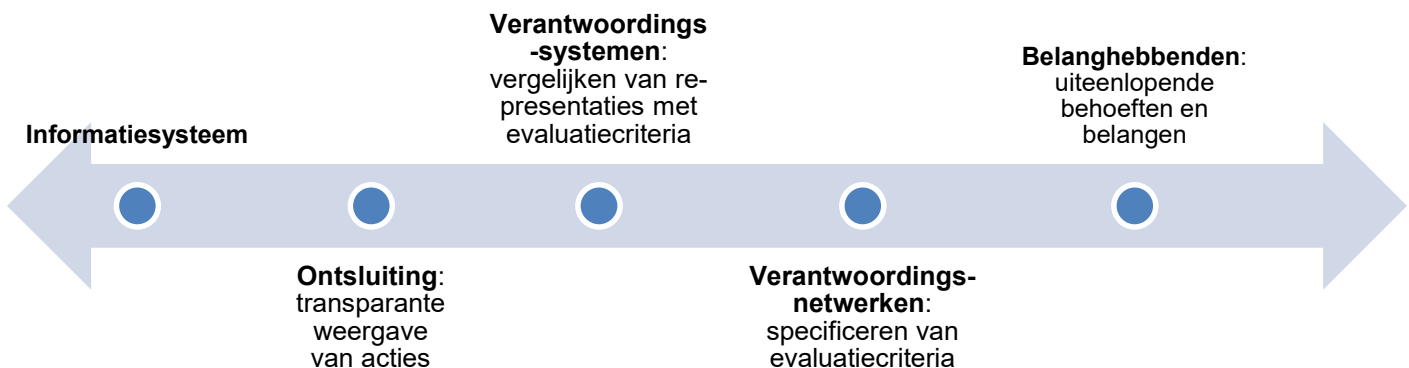 Informatiesysteem
Ontsluiting:
transparante
weergave
van acties
Verantwoordings
-systemen:
vergelijken van re-
presentaties met
evaluatiecriteria
Verantwoordings-
netwerken:
specificeren van
evaluatiecriteria
Belanghebbenden:
uiteenlopende
behoeften en
belangen